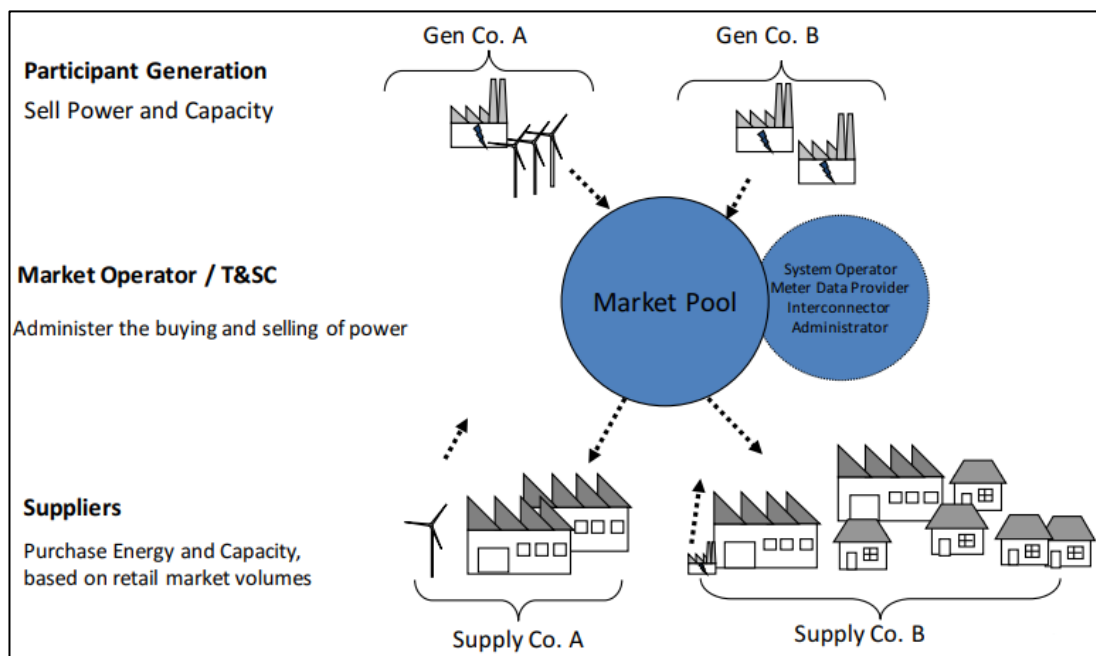 Gen Co. A
Gen Co. B
Participant Generation
Sell Power and Capacity
Market Operator / T&SC
Administer the buying and selling of power
Market Pool
System Operator
Meter Data Provider
Interconnector
Administrator
Suppliers
Purchase Energy and Capacity,
based on retail market volumes
Supply Co. A
Supply Co. B